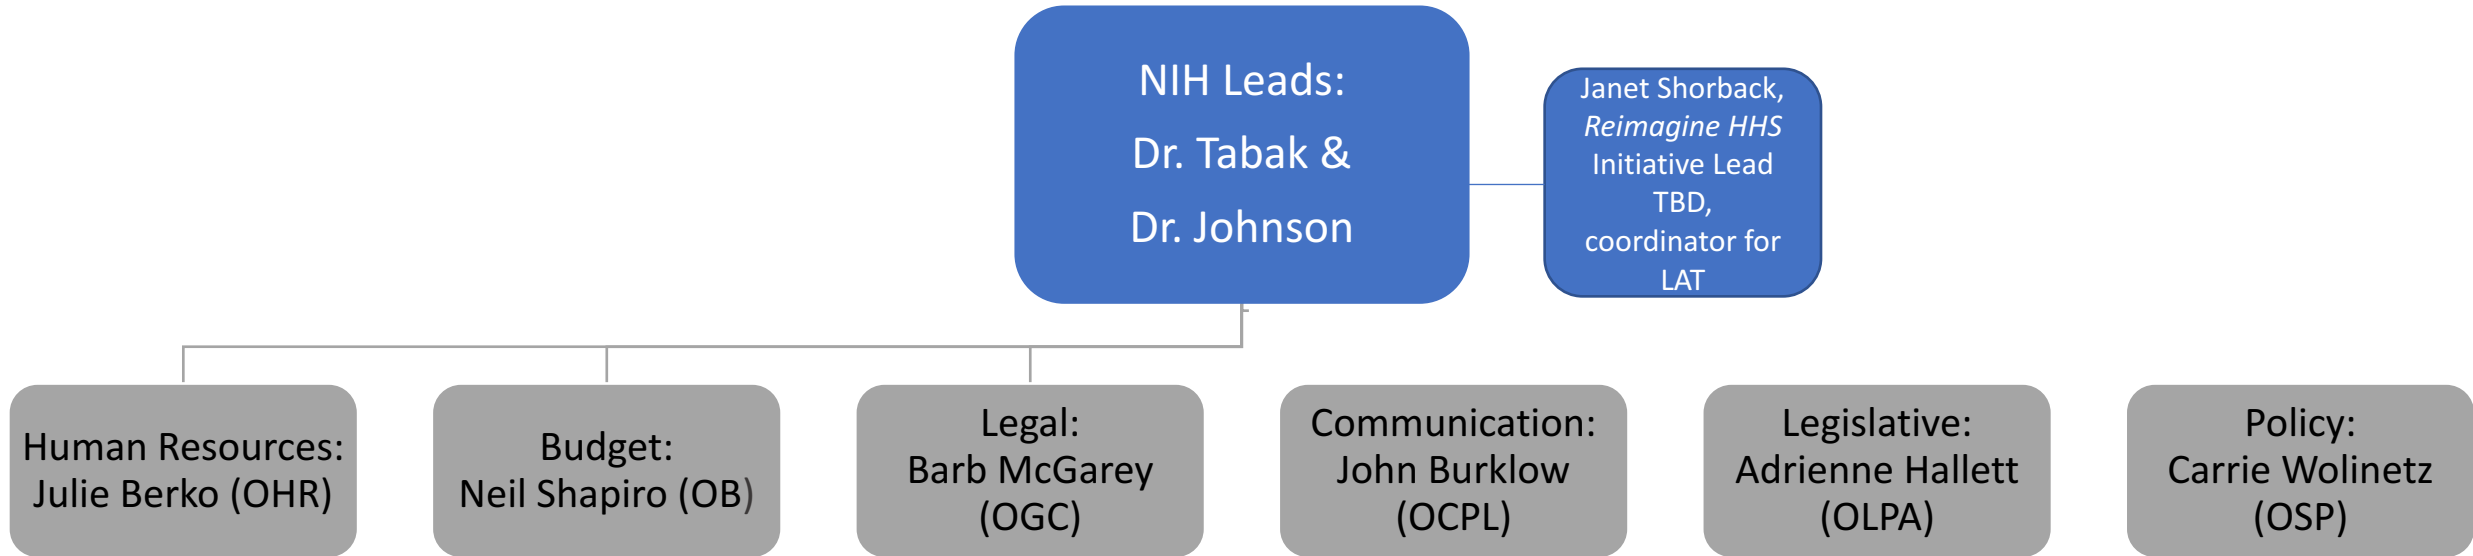 NIH Leads:
Dr. Tabak &
Dr. Johnson
Janet Shorback,
Reimagine HHS
Initiative Lead
TBD,
coordinator for
LAT
Human Resources:
Julie Berko (OHR)
Budget:
Neil Shapiro (OB)
Legal:
Barb McGarey
(OGC)
Communication:
John Burklow
(OCPL)
Legislative:
Adrienne Hallett
(OLPA)
Policy:
Carrie Wolinetz
(OSP)